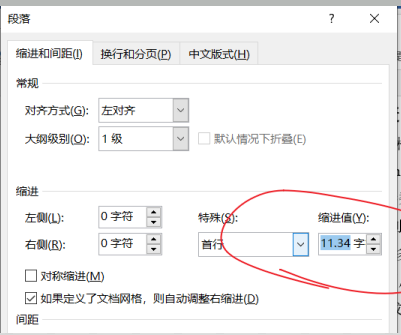 段落
? ×
缩进和间距(I) 换行和分页(P) 中文版式(H)
常规
对齐方式(G): 左对齐
大纲级别(O): 1 级 默认情况下折叠(E)
缩进
左侧(L): 0 字符 特殊(S): 缩进值(Y):
右侧(R): 0 字符 首行 11.34 字
对称缩进(M)
如果定义了文档网格，则自动调整右缩进(D)
间距